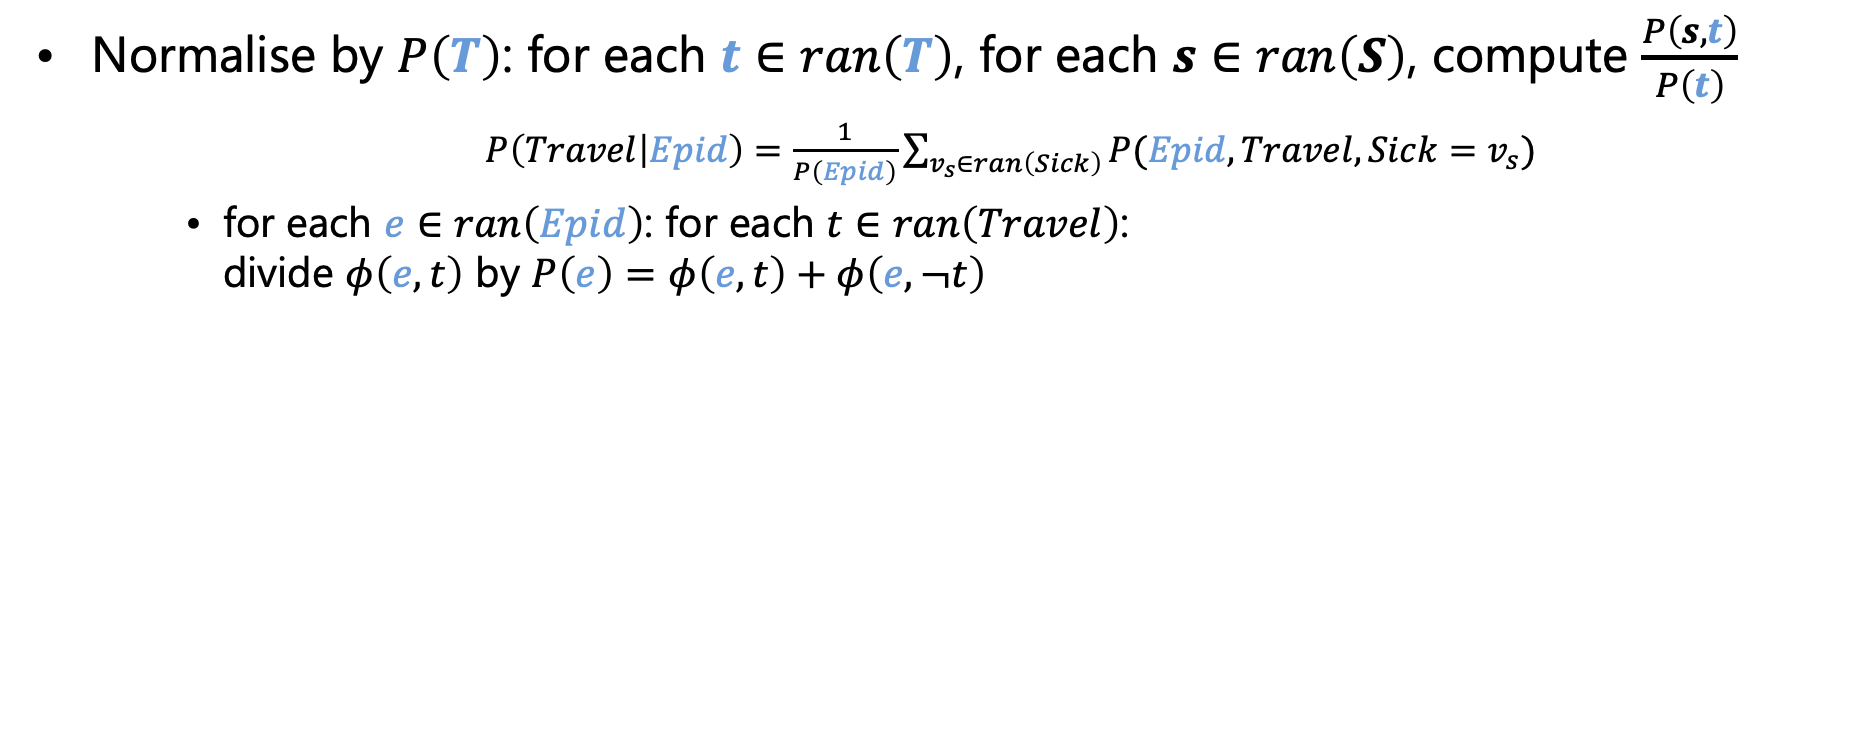 • Normalise by P(T): for each t ∈ ran(T), for each s ∈ ran(S), compute P(s,t)/P(t)
P(Travel|Epid) = 1/P(Epid) ∑_{v_s∈ran(Sick)} P(Epid, Travel, Sick = v_s)
• for each e ∈ ran(Epid): for each t ∈ ran(Travel):
divide ϕ(e, t) by P(e) = ϕ(e, t) + ϕ(e, ¬t)